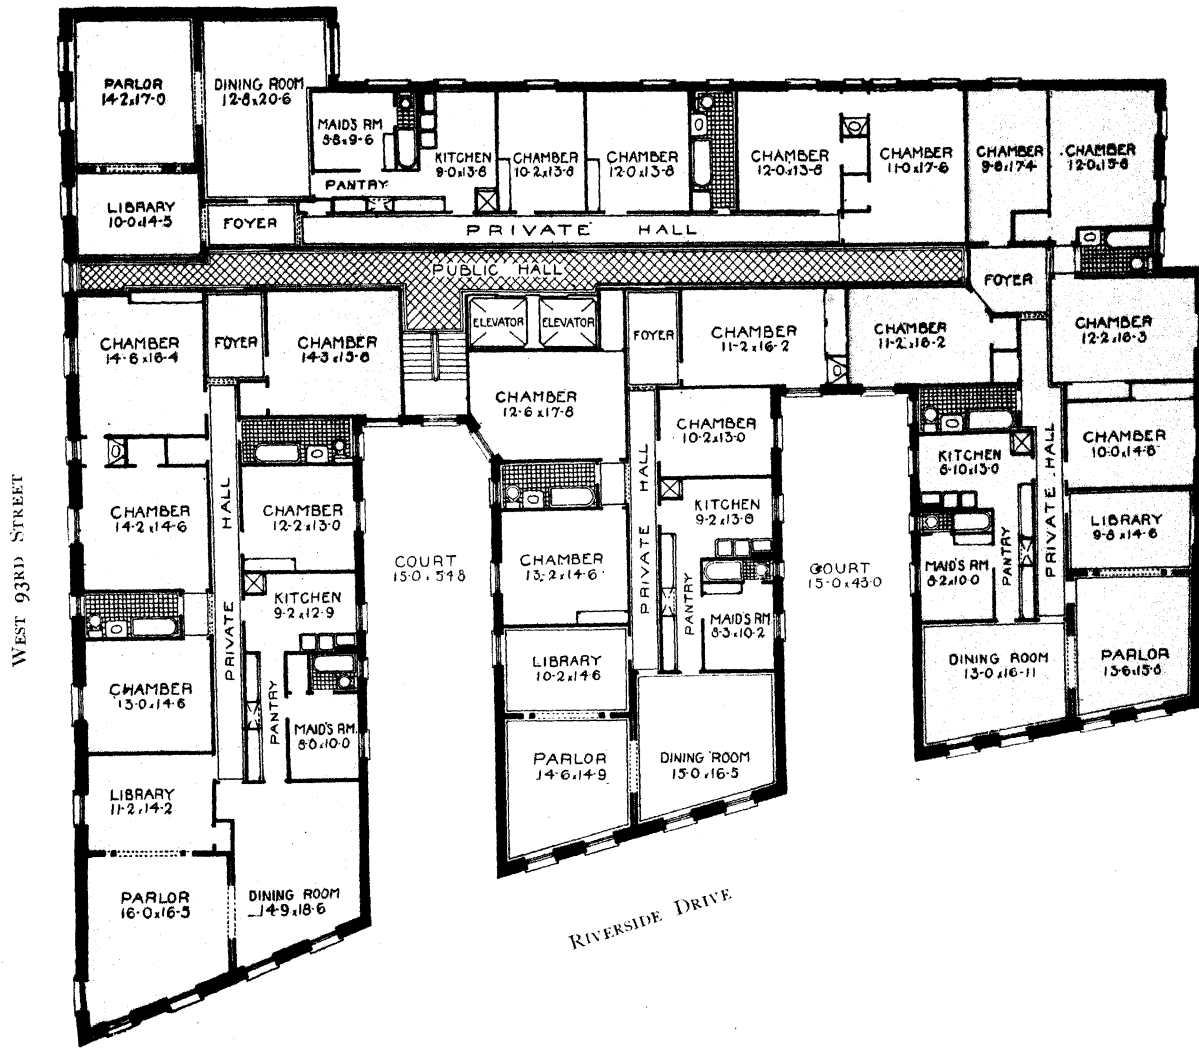 PARLOR
14-2x17-0
DINING ROOM
12-8x20-6
MAID'S RM
8-8x9-6
KITCHEN
9-0x13-8
CHAMBER
10-2x13-8
CHAMBER
12-0x13-8
CHAMBER
12-0x13-8
CHAMBER
11-0x17-6
CHAMBER
9-8x17-4
CHAMBER
12-0x15-8
PANTRY
LIBRARY
10-0x14-5
FOYER
PRIVATE HALL
PUBLIC HALL
FOYER
CHAMBER
14-6x16-4
FOYER
CHAMBER
14-3x15-8
ELEVATOR
ELEVATOR
FOYER
CHAMBER
11-2x16-2
CHAMBER
11-2x16-2
CHAMBER
12-2x16-3
CHAMBER
12-6x17-8
CHAMBER
10-2x13-0
CHAMBER
10-0x14-8
KITCHEN
8-10x13-0
PRIVATE HALL
CHAMBER
14-2x14-6
PRIVATE HALL
CHAMBER
12-2x13-0
COURT
15-0x54-8
CHAMBER
13-2x14-6
PRIVATE HALL
KITCHEN
9-2x13-8
COURT
15-0x43-0
LIBRARY
9-8x14-6
MAID'S RM
8-2x10-0
PANTRY
KITCHEN
9-2x12-9
PANTRY
MAID'S RM
8-3x10-2
CHAMBER
13-0x14-6
LIBRARY
10-2x14-6
DINING ROOM
13-0x16-11
PARLOR
13-6x15-8
PANTRY
MAID'S RM.
8-0x10-0
PARLOR
14-6x14-9
DINING ROOM
15-0x16-5
LIBRARY
11-2x14-2
PARLOR
16-0x16-5
DINING ROOM
14-9x18-6
WEST 93RD STREET
RIVERSIDE DRIVE